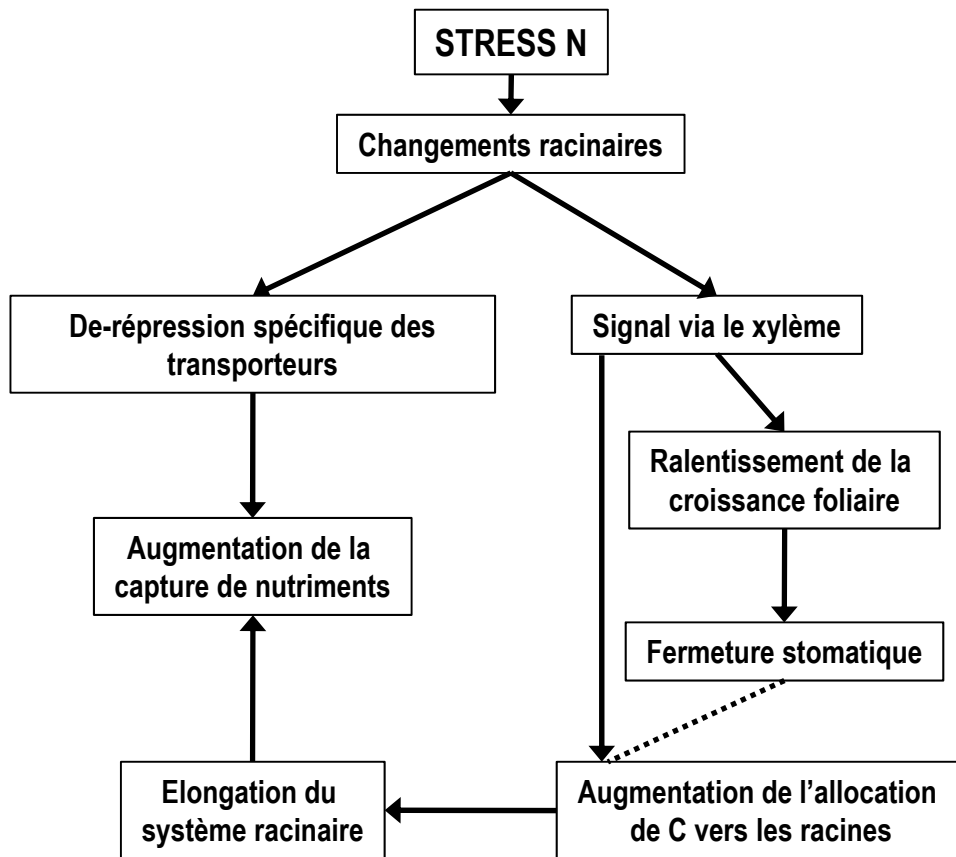 STRESS N
Changements racinaires
De-répression spécifique des
transporteurs
Signal via le xylème
Ralentissement de la
croissance foliaire
Augmentation de la
capture de nutriments
Fermeture stomatique
Elongation du
système racinaire
Augmentation de l’allocation
de C vers les racines